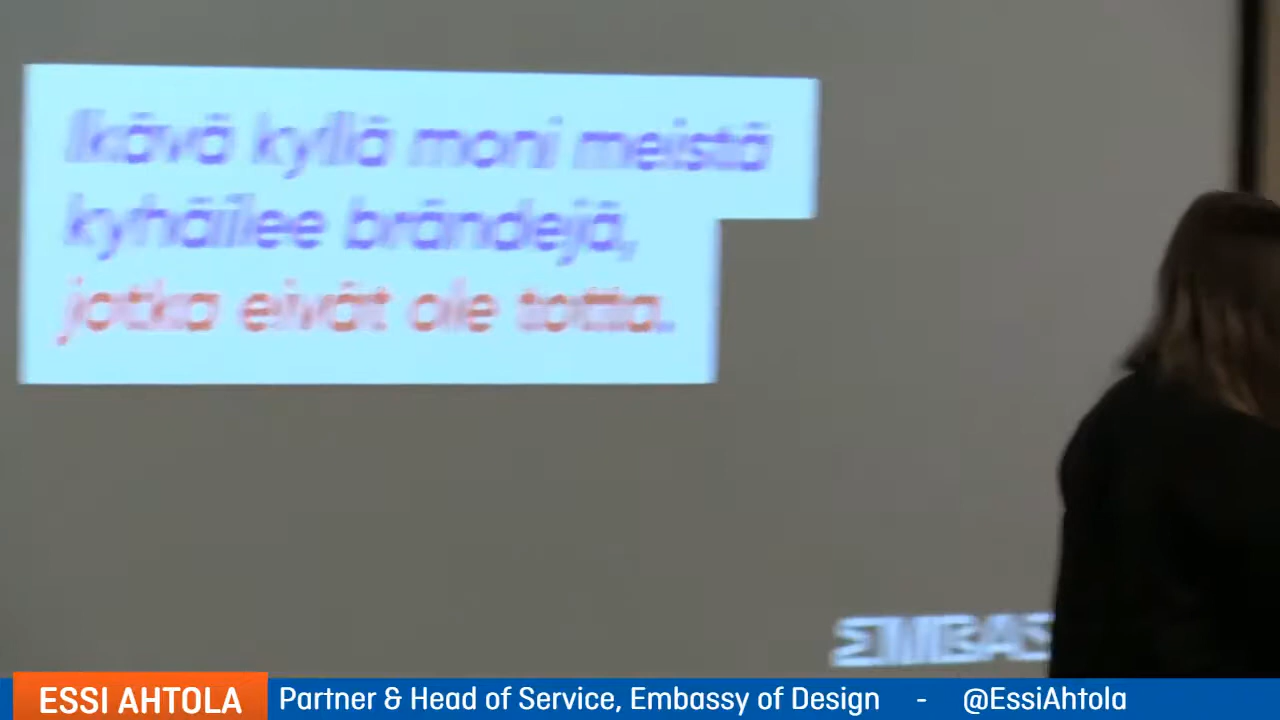 Ikävä kyllä moni meistä
kyhäilee brändejä,
jotka eivät ole totta.
EMBAS
ESSI AHTOLA Partner & Head of Service, Embassy of Design - @EssiAhtola